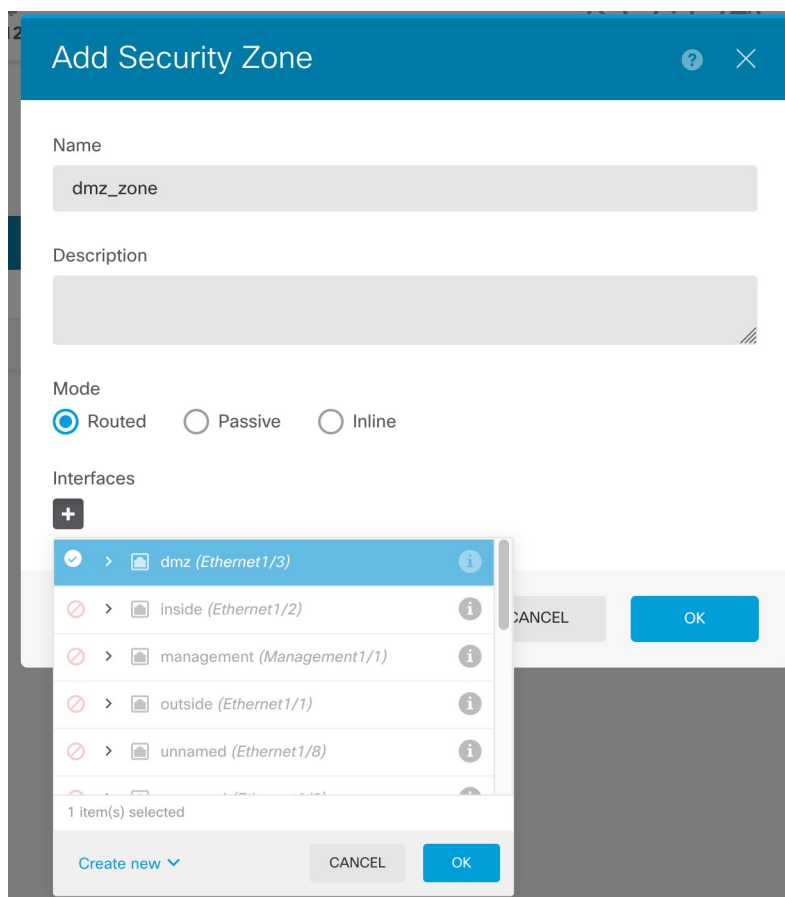 12
Add Security Zone
?
Name
dmz_zone
Description
Mode
Routed Passive Inline
Interfaces
+
dmz (Ethernet1/3) i
inside (Ethernet1/2) i
management (Management1/1) i
outside (Ethernet1/1) i
unnamed (Ethernet1/8) i
1 item(s) selected
Create new CANCEL OK
CANCEL OK